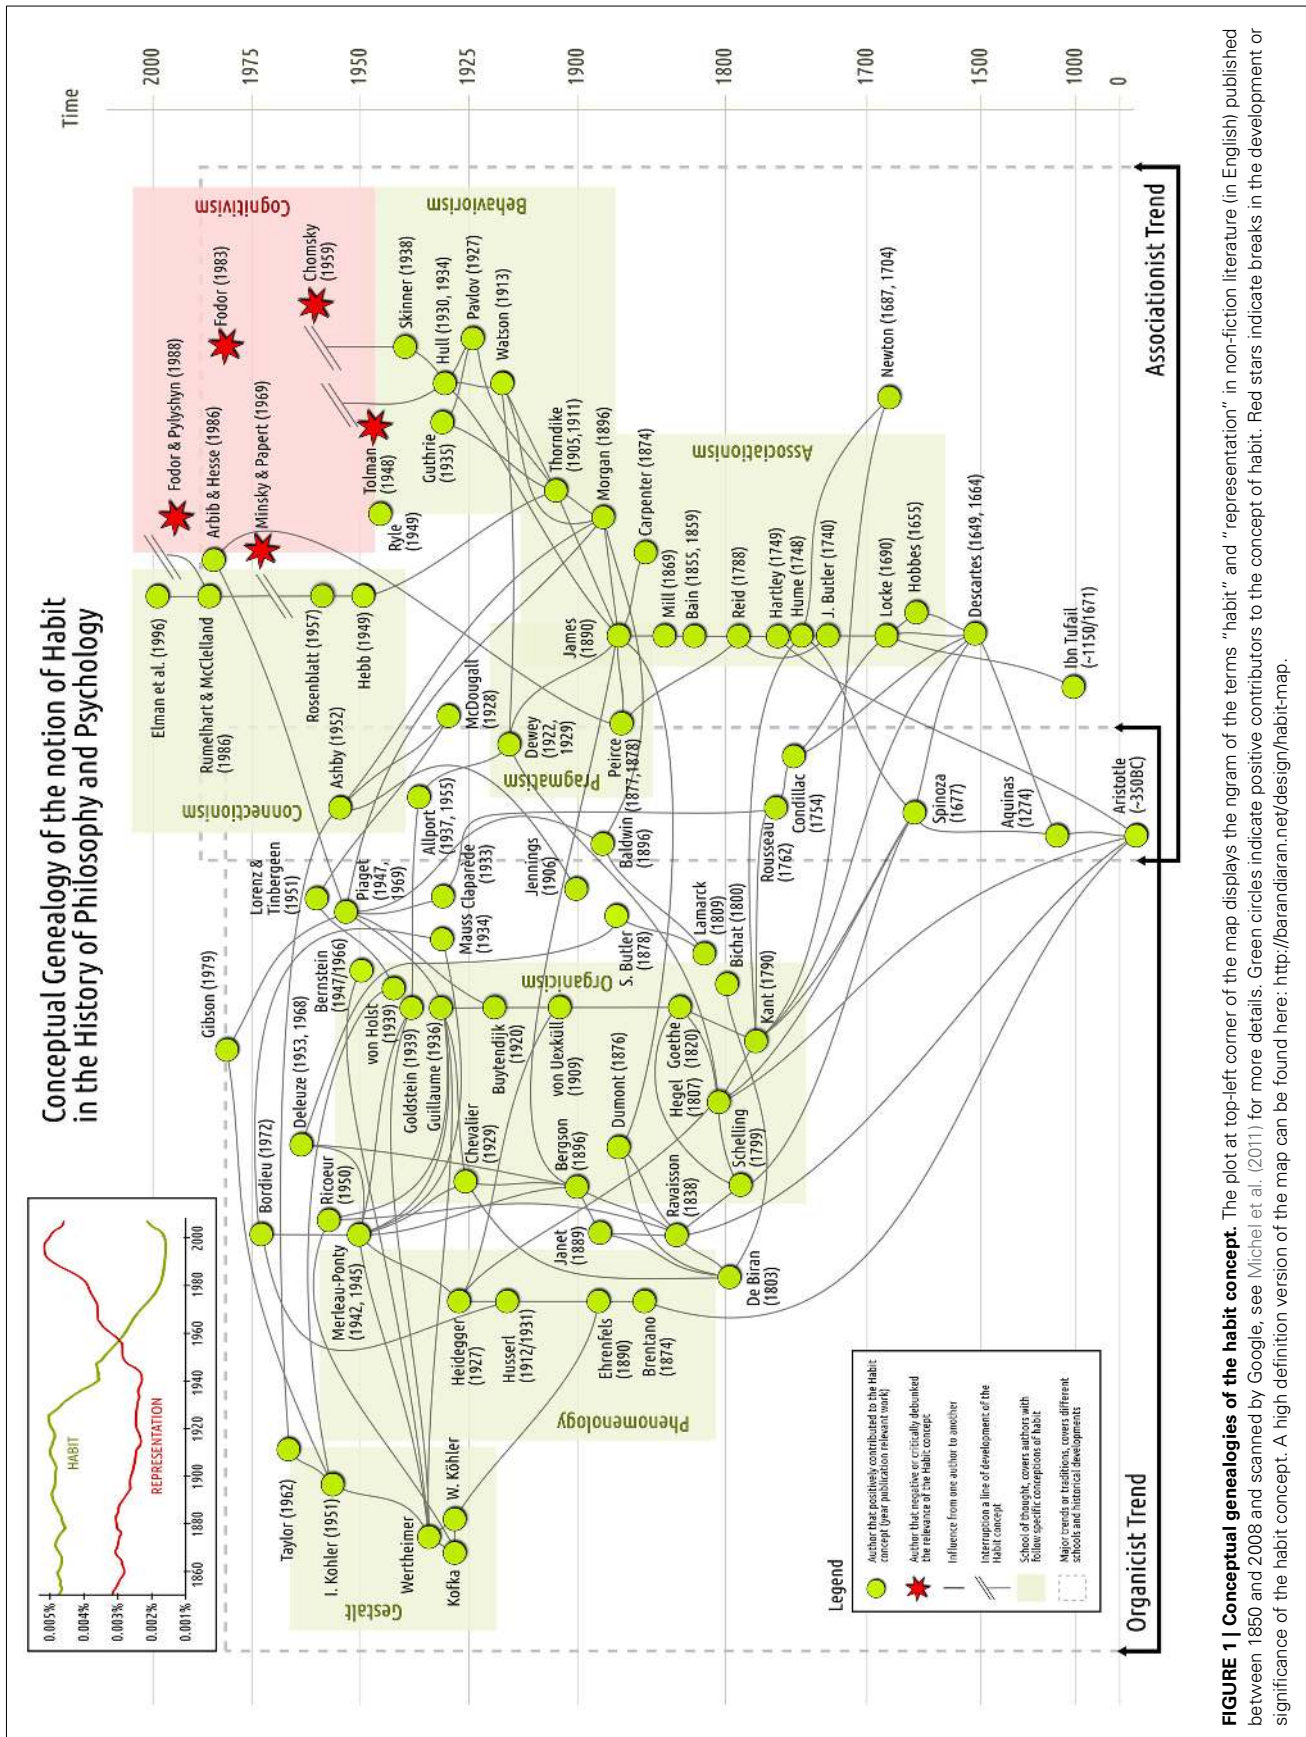 Conceptual Genealogy of the notion of Habit
in the History of Philosophy and Psychology
Time
2000
1975
1950
1925
1900
1800
1700
1500
1000
0
0.005%
0.004%
0.003%
0.002%
0.001%
HABIT
REPRESENTATION
1860
1880
1900
1920
1940
1960
1980
2000
Gestalt
Taylor (1962)
I. Kohler (1951)
Wertheimer
Kofka
W. Köhler
Phenomenology
Bordieu (1972)
Deleuze (1953, 1968)
Ricoeur
(1950)
Merleau-Ponty
(1942, 1945)
Heidegger
(1927)
Husserl
(1912/1931)
Ehrenfels
(1890)
Brentano
(1874)
Gibson (1979)
Organicism
Lorenz &
Tinbergeen
(1951)
Piaget
(1947,
1969)
Bernstein
(1947/1966)
von Holst
(1939)
Goldstein (1939)
Guillaume (1936)
Mauss
(1934)
Claparède
(1933)
Chevalier
(1929)
Buytendijk
(1920)
von Uexküll
(1909)
Bergson
(1896)
Janet
(1889)
Dumont (1876)
Ravaisson
(1838)
De Biran
(1803)
Schelling
(1799)
Hegel
(1807)
Goethe
(1820)
Kant (1790)
Bichat (1800)
Lamarck
(1809)
S. Butler
(1878)
Jennings
(1906)
Baldwin
(1896)
Allport
(1937, 1955)
Connectionism
Elman et al. (1996)
Rumelhart & McClelland
(1986)
Rosenblatt (1957)
Hebb (1949)
Ashby (1952)
McDougall
(1928)
Pragmatism
Dewey
(1922,
1929)
Peirce
(1877,1878)
James
(1890)
Cognitivism
Fodor & Pylyshyn (1988)
Arbib & Hesse (1986)
Fodor (1983)
Minsky & Papert (1969)
Chomsky
(1959)
Tolman
(1948)
Ryle
(1949)
Behaviorism
Skinner (1938)
Hull (1930, 1934)
Guthrie
(1935)
Pavlov (1927)
Watson (1913)
Thorndike
(1905,1911)
Morgan (1896)
Associationism
Carpenter (1874)
Mill (1869)
Bain (1855, 1859)
Reid (1788)
Hartley (1749)
Hume (1748)
J. Butler (1740)
Locke (1690)
Hobbes (1655)
Newton (1687, 1704)
Descartes (1649, 1664)
Rousseau
(1762)
Condillac
(1754)
Spinoza
(1677)
Aquinas
(1274)
Ibn Tufail
(~1150/1671)
Aristotle
(~350BC)
Legend
Author that positively contributed to the Habit
concept (year publication relevant work)
Author that negative or critically debunked
the relevance of the Habit concept
Influence from one author to another
Interruption a line of development of the
Habit concept
School of thought, covers authors with
follow specific conceptions of habit
Major trends or traditions, covers different
schools and historical developments
Organicist Trend
Associationist Trend
FIGURE 1 | Conceptual genealogies of the habit concept. The plot at top-left corner of the map displays the ngram of the terms "habit" and "representation" in non-fiction literature (in English) published
between 1850 and 2008 and scanned by Google, see Michel et al. (2011) for more details. Green circles indicate positive contributors to the concept of habit. Red stars indicate breaks in the development or
significance of the habit concept. A high definition version of the map can be found here: http://barandiaran.net/design/habit-map.